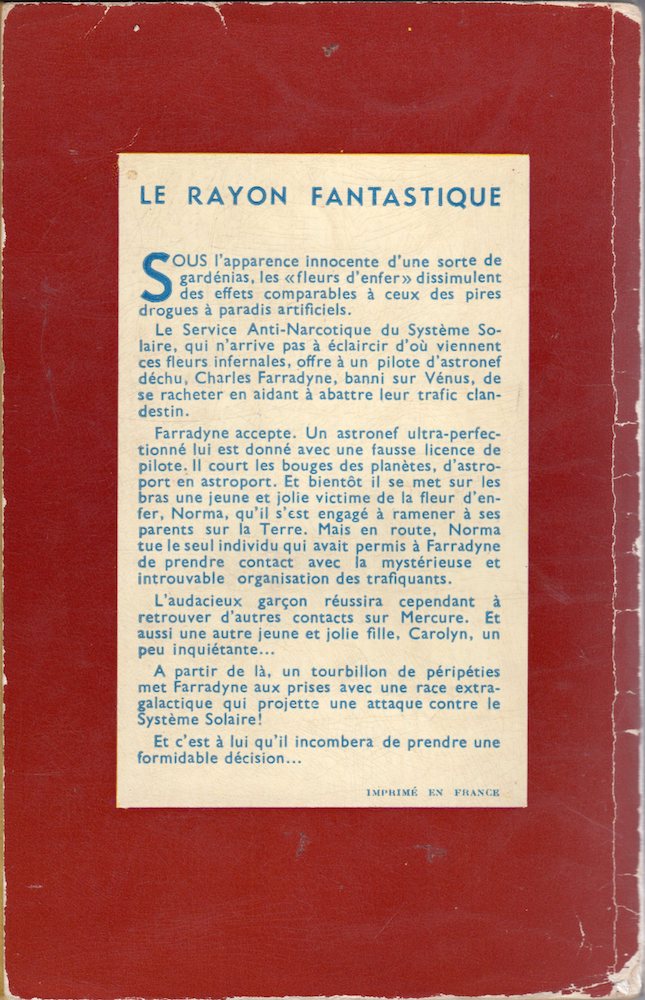 LE RAYON FANTASTIQUE
SOUS l'apparence innocente d'une sorte de
gardénias, les «fleurs d'enfer» dissimulent
des effets comparables à ceux des pires
drogues à paradis artificiels.
Le Service Anti-Narcotique du Système So-
laire, qui n'arrive pas à éclaircir d'où viennent
ces fleurs infernales, offre à un pilote d'astronef
déchu, Charles Farradyne, banni sur Vénus, de
se racheter en aidant à abattre leur trafic clan-
destin.
Farradyne accepte. Un astronef ultra-perfec-
tionné lui est donné avec une fausse licence de
pilote. Il court les bouges des planètes, d'astro-
port en astroport. Et bientôt il se met sur les
bras une jeune et jolie victime de la fleur d'en-
fer, Norma, qu'il s'est engagé à ramener à ses
parents sur la Terre. Mais en route, Norma
tue le seul individu qui avait permis à Farradyne
de prendre contact avec la mystérieuse et
introuvable organisation des trafiquants.
L'audacieux garçon réussira cependant à
retrouver d'autres contacts sur Mercure. Et
aussi une autre jeune et jolie fille, Carolyn, un
peu inquiétante...
A partir de là, un tourbillon de péripéties
met Farradyne aux prises avec une race extra-
galactique qui projette une attaque contre le
Système Solaire!
Et c'est à lui qu'il incombera de prendre une
formidable décision...
IMPRIMÉ EN FRANCE